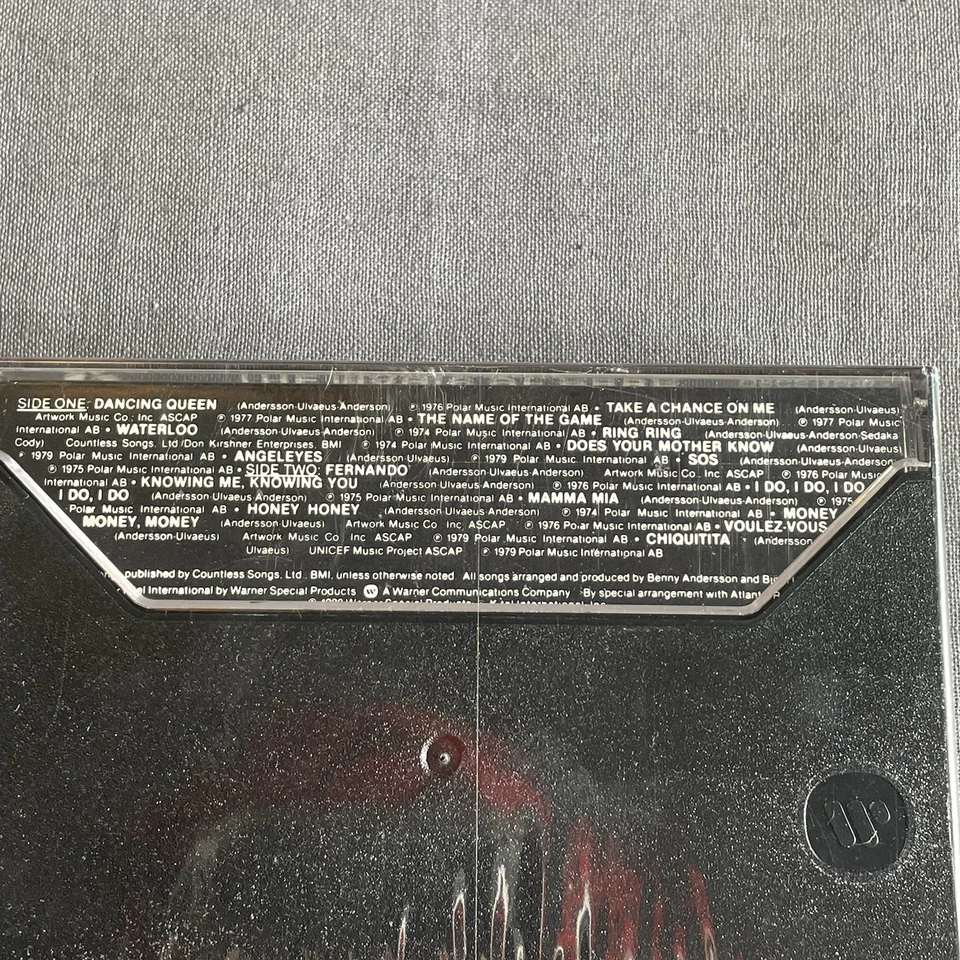 SIDE ONE: DANCING QUEEN (Andersson-Ulvaeus-Anderson) ℗ 1976 Polar Music International AB • TAKE A CHANCE ON ME (Andersson-Ulvaeus)
Artwork Music Co., Inc. ASCAP ℗ 1977 Polar Music International AB • THE NAME OF THE GAME (Andersson-Ulvaeus-Anderson) ℗ 1977 Polar Music
International AB • WATERLOO (Andersson-Ulvaeus-Anderson) ℗ 1974 Polar Music International AB • RING RING (Andersson-Ulvaeus-Anderson-Sedaka
Cody) Countless Songs, Ltd./Don Kirshner Enterprises, BMI ℗ 1974 Polar Music International AB • DOES YOUR MOTHER KNOW (Andersson-Ulvaeus)
℗ 1979 Polar Music International AB • ANGELEYES (Andersson-Ulvaeus) ℗ 1979 Polar Music International AB • SOS (Andersson-Ulvaeus-Anderson)
℗ 1975 Polar Music International AB • SIDE TWO: FERNANDO (Andersson-Ulvaeus-Anderson) Artwork Music Co., Inc. ASCAP ℗ 1976 Polar Music
International AB • KNOWING ME, KNOWING YOU (Andersson-Ulvaeus-Anderson) ℗ 1976 Polar Music International AB • I DO, I DO, I DO
I DO, I DO (Andersson-Ulvaeus-Anderson) ℗ 1975 Polar Music International AB • MAMMA MIA (Andersson-Ulvaeus-Anderson) ℗ 1975
Polar Music International AB • HONEY HONEY (Andersson-Ulvaeus-Anderson) ℗ 1974 Polar Music International AB • MONEY
MONEY, MONEY (Andersson-Ulvaeus) Artwork Music Co., Inc. ASCAP ℗ 1976 Polar Music International AB • VOULEZ-VOUS
(Andersson-Ulvaeus) Artwork Music Co., Inc. ASCAP ℗ 1979 Polar Music International AB • CHIQUITITA (Andersson
Ulvaeus) UNICEF Music Project ASCAP ℗ 1979 Polar Music International AB
published by Countless Songs, Ltd., BMI, unless otherwise noted. All songs arranged and produced by Benny Andersson and
International by Warner Special Products A Warner Communications Company By special arrangement with
℗ 1980 Warner Special Products International, Inc.